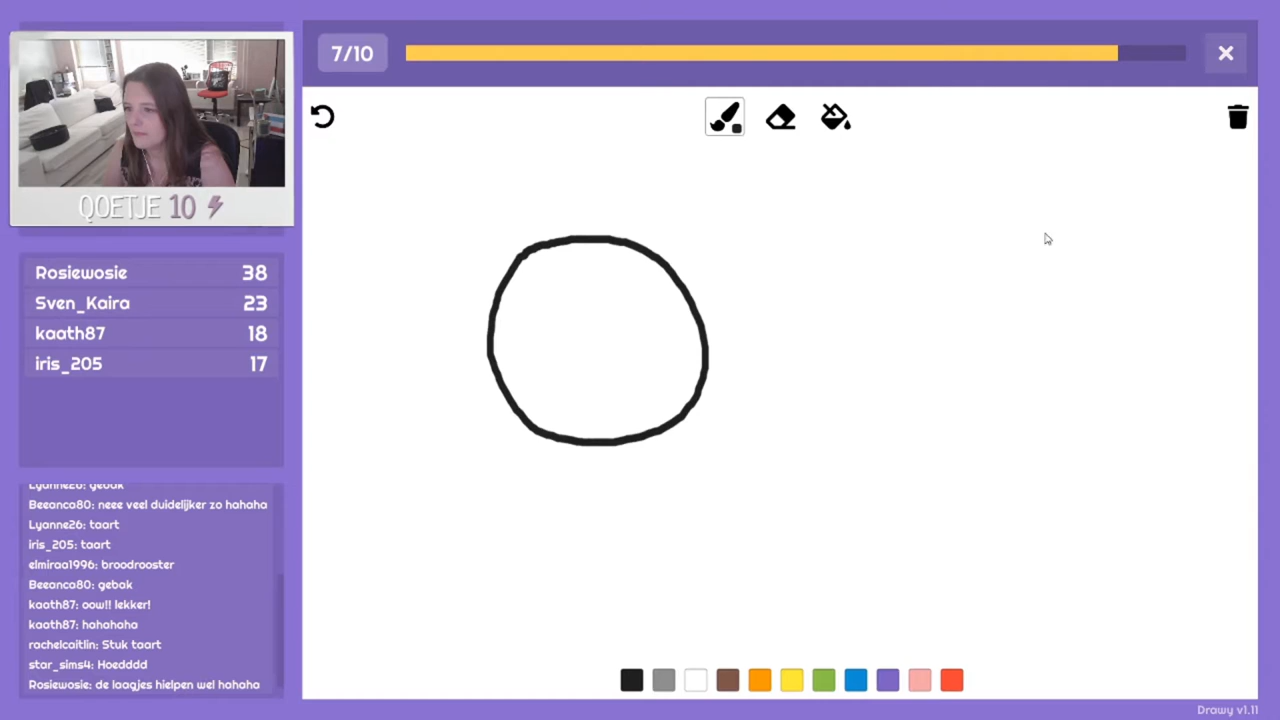 7/10
QOETJE 10
Rosiewosie 38
Sven_Kaira 23
kaath87 18
iris_205 17
Lyanne26: gebak
Beeanca80: neee veel duidelijker zo hahaha
Lyanne26: taart
iris_205: taart
elmiraa1996: broodrooster
Beeanca80: gebak
kaath87: oow!! lekker!
kaath87: hahahaha
rachelcaitlin: Stuk taart
star_sims4: Hoedddd
Rosiewosie: de laagjes hielpen wel hahaha
Drawy v1.11